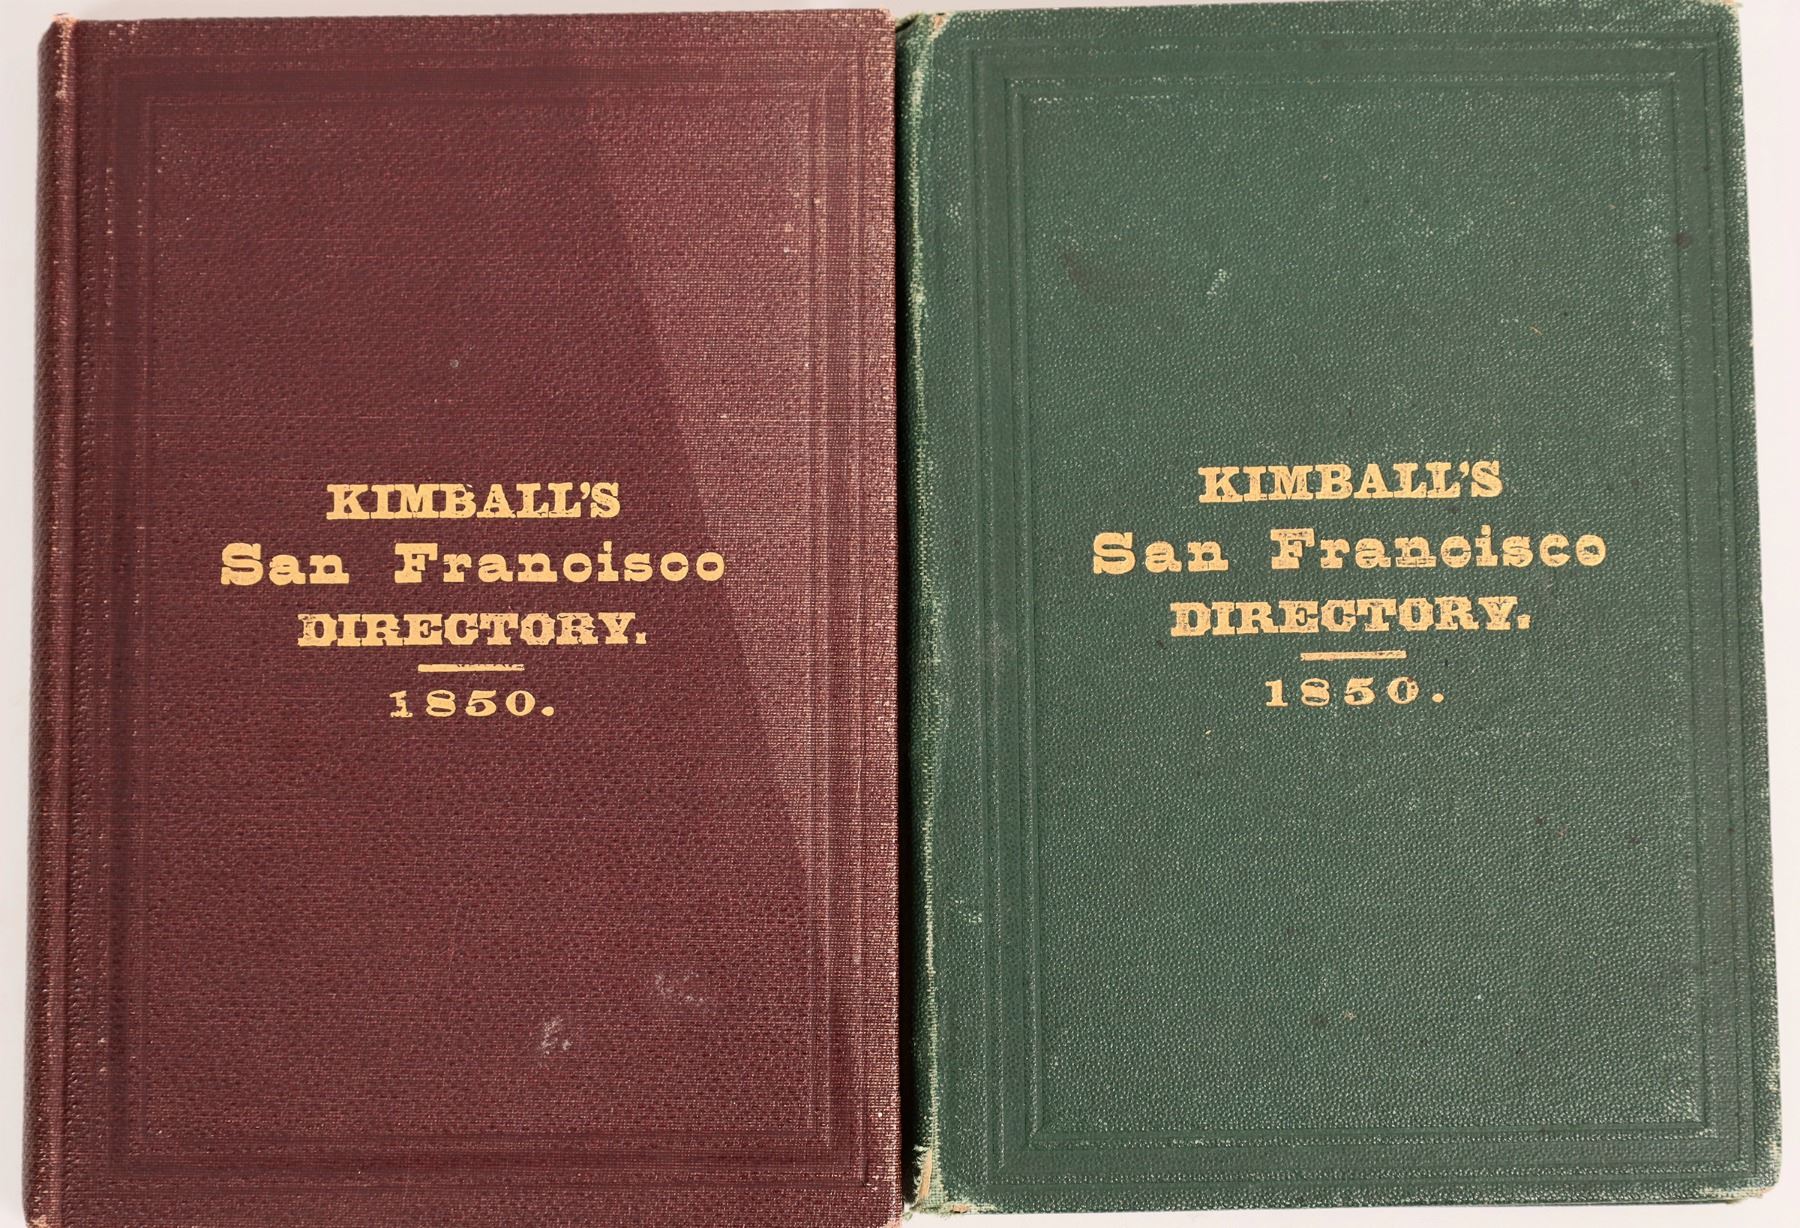 KIMBALL'S
San Francisco
DIRECTORY.
1850.
KIMBALL'S
San Francisco
DIRECTORY.
1850.